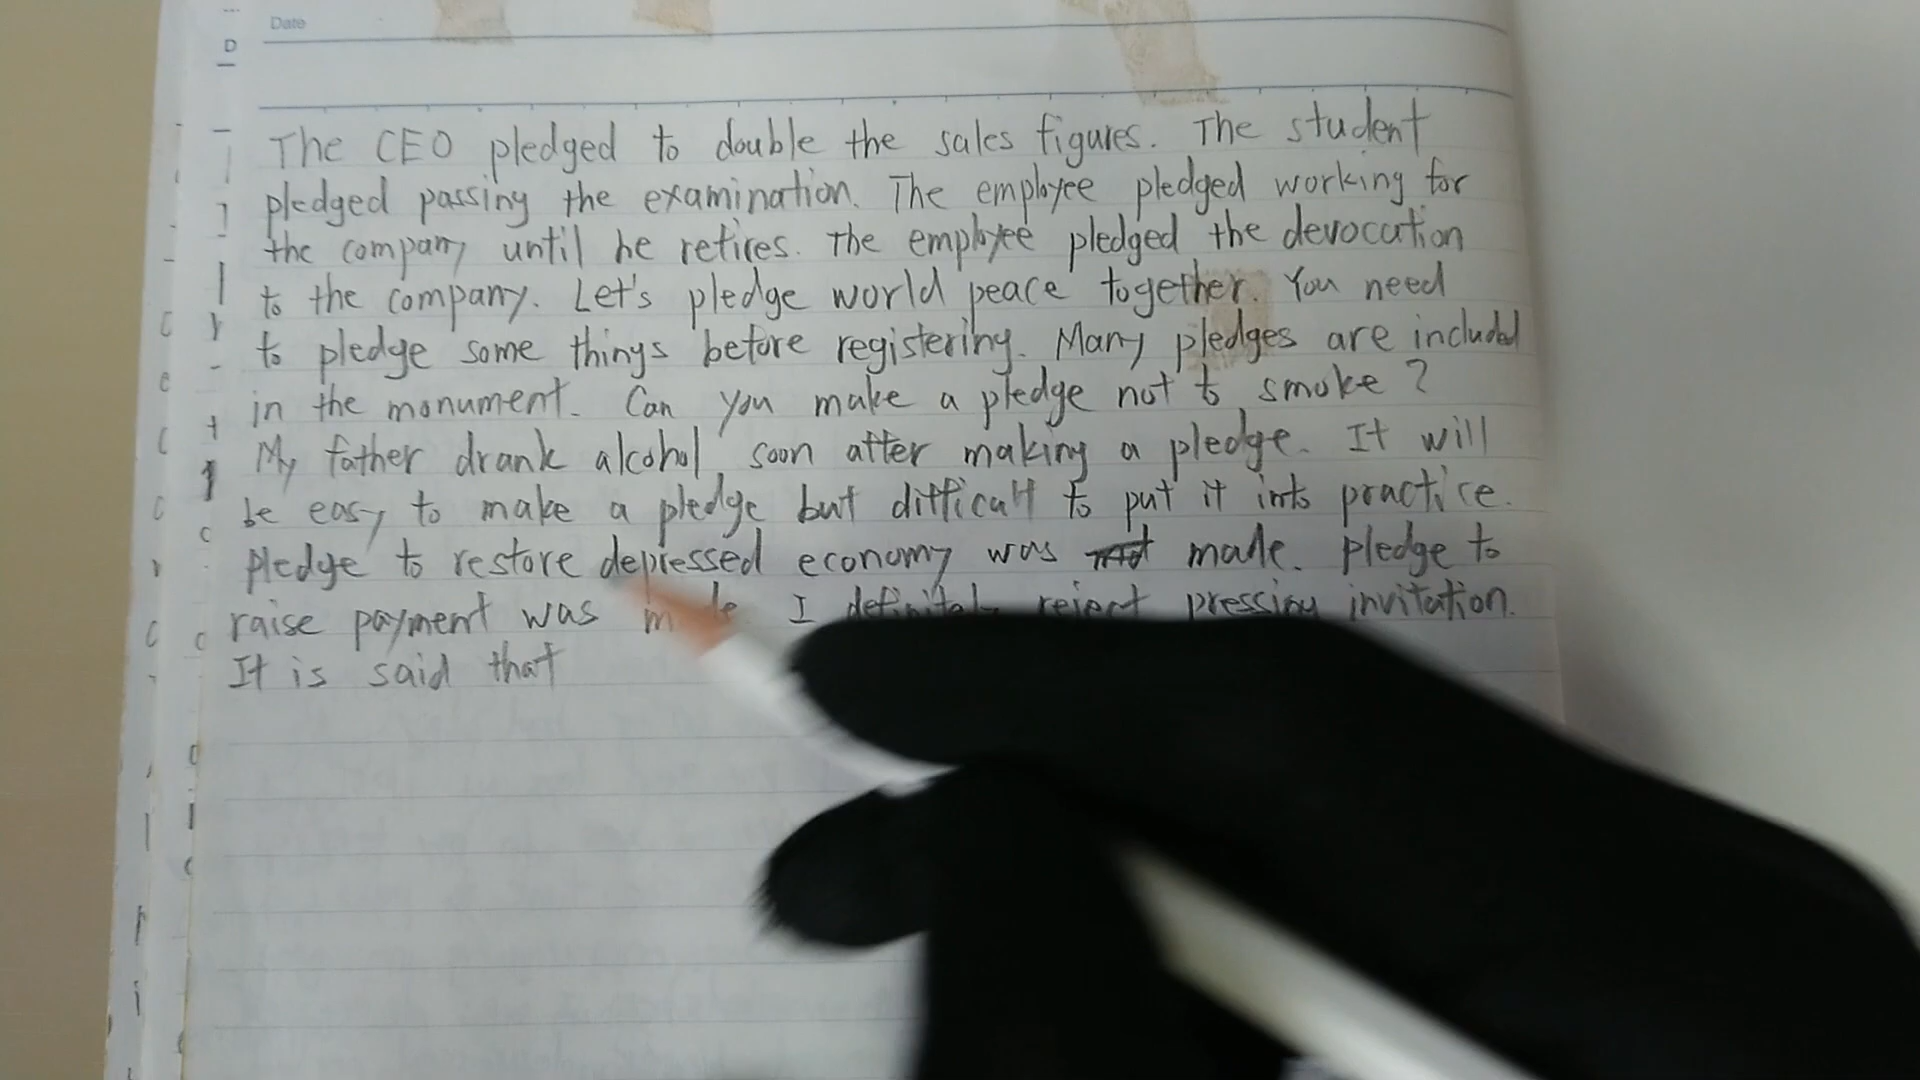 Date
The CEO pledged to double the sales figures. The student
pledged passing the examination. The employee pledged working for
the company until he retires. The employee pledged the devocation
to the company. Let's pledge world peace together. You need
to pledge some things before registering. Many pledges are included
in the monument. Can you make a pledge not to smoke?
My father drank alcohol soon after making a pledge. It will
be easy to make a pledge but difficult to put it into practice.
pledge to restore depressed economy was made. pledge to
raise payment was I definitely reject pressing invitation.
It is said that